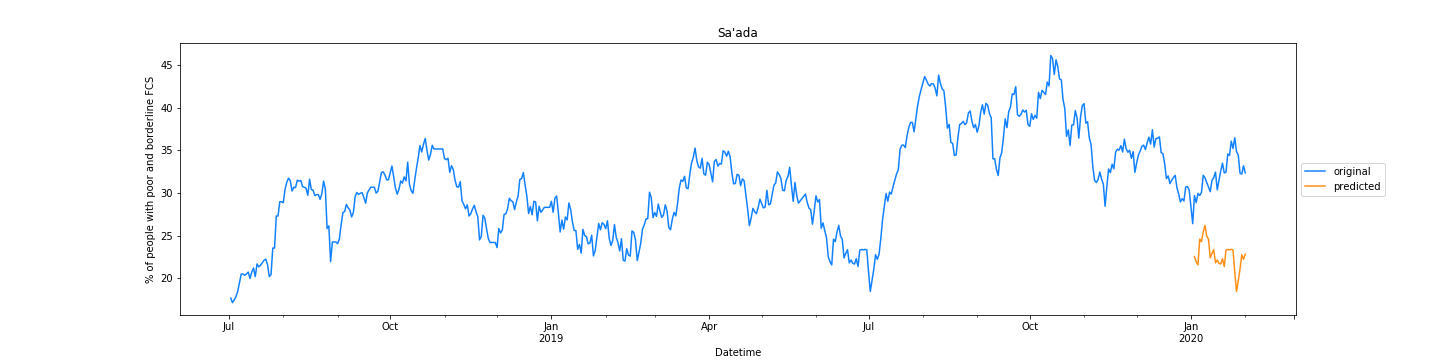 Sa'ada
% of people with poor and borderline FCS
45
40
35
30
25
20
Jul
Oct
Jan
2019
Apr
Jul
Oct
Jan
2020
Datetime
original
predicted